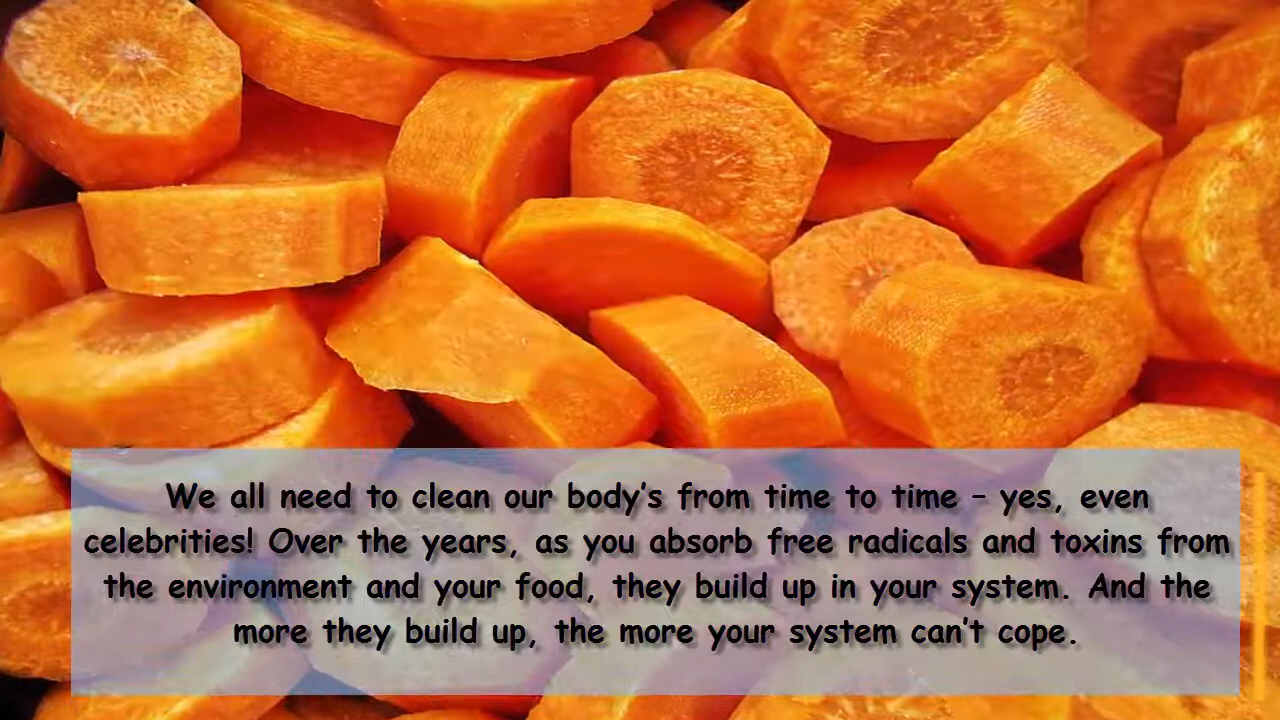 We all need to clean our body's from time to time – yes, even
celebrities! Over the years, as you absorb free radicals and toxins from
the environment and your food, they build up in your system. And the
more they build up, the more your system can't cope.